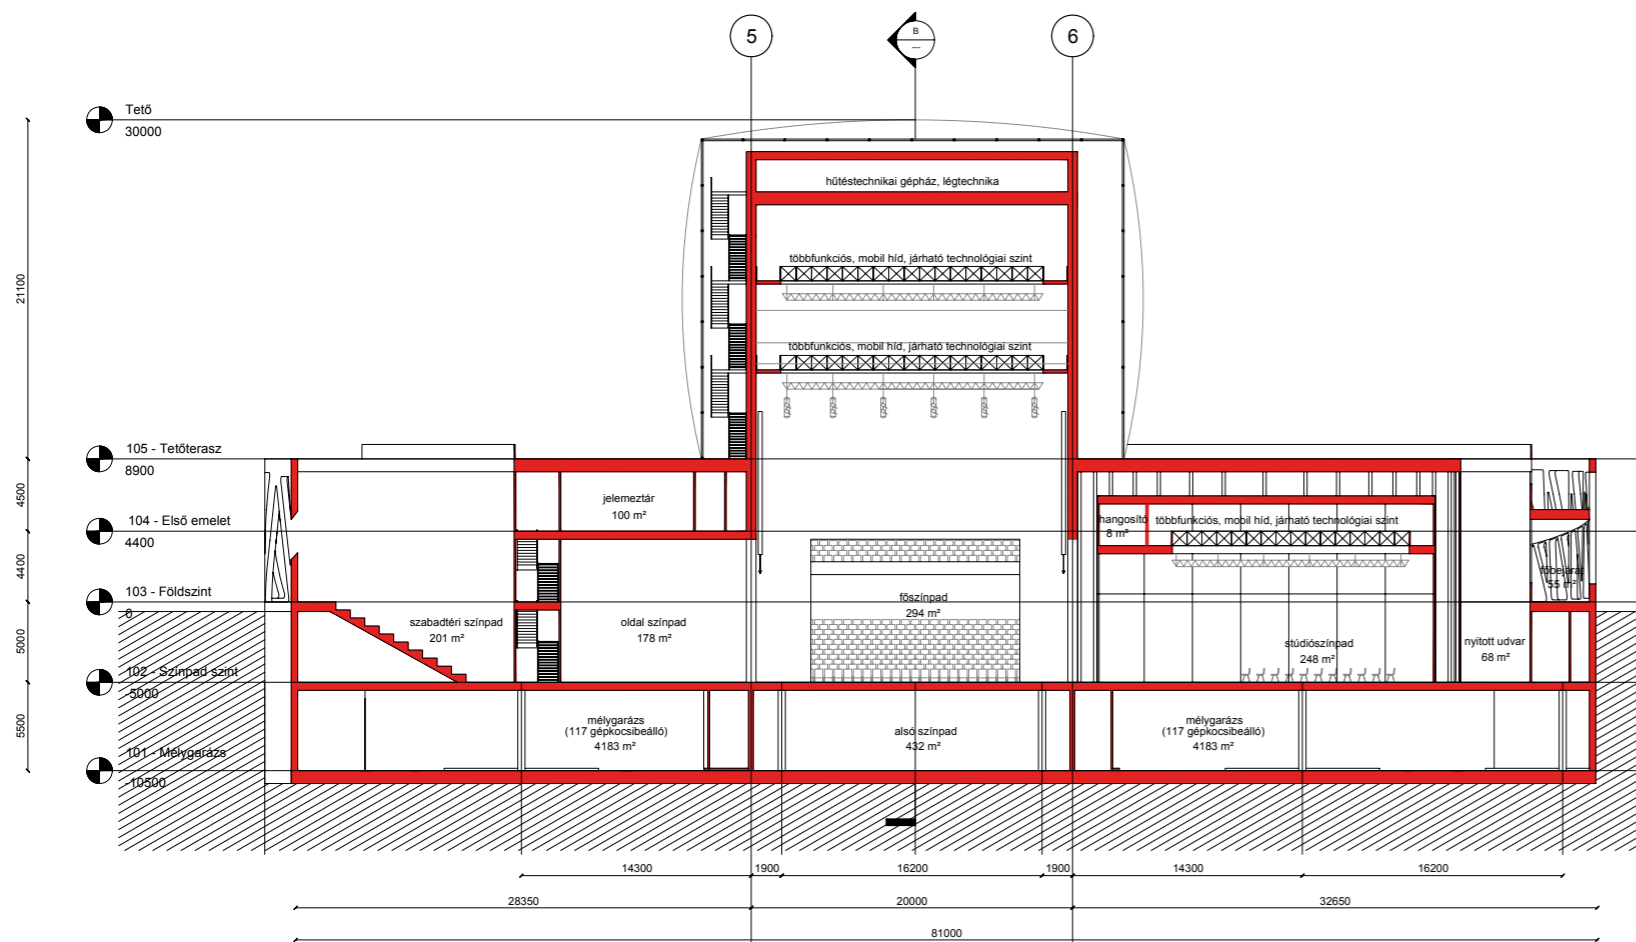 5
B
6
Tető
30000
hűtéstechnikai gépház, légtechnika
többfunkciós, mobil híd, járható technológiai szint
21100
többfunkciós, mobil híd, járható technológiai szint
105 - Tetőterasz
8900
4500
jelemeztár
100 m²
104 - Első emelet
4400
hangosító
8 m²
többfunkciós, mobil híd, járható technológiai szint
4400
103 - Földszint
0
főbejárat
55 m²
főszínpad
294 m²
szabadtéri színpad
201 m²
oldal színpad
178 m²
stúdiószínpad
248 m²
nyitott udvar
68 m²
5000
102 - Színpad szint
-5000
5500
mélygarázs
(117 gépkocsibeálló)
4183 m²
alsó színpad
432 m²
mélygarázs
(117 gépkocsibeálló)
4183 m²
101 - Mélygarázs
-10500
14300
1900
16200
1900
14300
16200
28350
20000
32650
81000